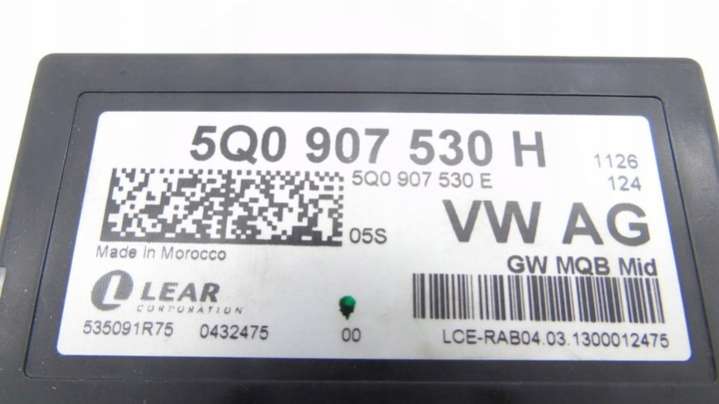 5Q0 907 530 H
1126
5Q0 907 530 E
124
05S
VW AG
Made In Morocco
GW MQB Mid
LEAR
CORPORATION
535091R75 0432475 00
LCE-RAB04.03.1300012475